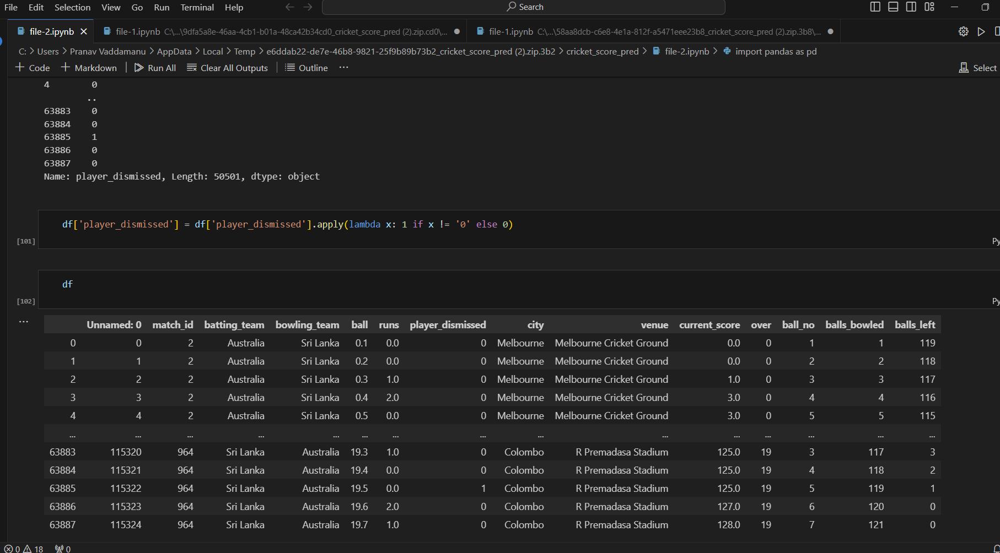 File Edit Selection View Go Run Terminal Help Search
file-2.ipynb file-1.ipynb C:\...\9dfa5a8e-46aa-4cb1-b01a-48ca42b34cd0_cricket_score_pred (2).zip.cd0\... file-1.ipynb C:\...\58aa8dcb-c6e8-4e1a-812f-a5471eee23b8_cricket_score_pred (2).zip.3b8\...
C: > Users > Pranav Vaddamanu > AppData > Local > Temp > e6ddab22-de7e-46b8-9821-25f9b89b73b2_cricket_score_pred (2).zip.3b2 > cricket_score_pred > file-2.ipynb > import pandas as pd
+ Code + Markdown Run All Clear All Outputs Outline ... Select
4 0
..
63883 0
63884 0
63885 1
63886 0
63887 0
Name: player_dismissed, Length: 50501, dtype: object
df['player_dismissed'] = df['player_dismissed'].apply(lambda x: 1 if x != '0' else 0)
[101] Py
df
[102] Py
...
Unnamed: 0 match_id batting_team bowling_team ball runs player_dismissed city venue current_score over ball_no balls_bowled balls_left
0 0 2 Australia Sri Lanka 0.1 0.0 0 Melbourne Melbourne Cricket Ground 0.0 0 1 1 119
1 1 2 Australia Sri Lanka 0.2 0.0 0 Melbourne Melbourne Cricket Ground 0.0 0 2 2 118
2 2 2 Australia Sri Lanka 0.3 1.0 0 Melbourne Melbourne Cricket Ground 1.0 0 3 3 117
3 3 2 Australia Sri Lanka 0.4 2.0 0 Melbourne Melbourne Cricket Ground 3.0 0 4 4 116
4 4 2 Australia Sri Lanka 0.5 0.0 0 Melbourne Melbourne Cricket Ground 3.0 0 5 5 115
... ... ... ... ... ... ... ... ... ... ... ... ... ... ...
63883 115320 964 Sri Lanka Australia 19.3 1.0 0 Colombo R Premadasa Stadium 125.0 19 3 117 3
63884 115321 964 Sri Lanka Australia 19.4 0.0 0 Colombo R Premadasa Stadium 125.0 19 4 118 2
63885 115322 964 Sri Lanka Australia 19.5 0.0 1 Colombo R Premadasa Stadium 125.0 19 5 119 1
63886 115323 964 Sri Lanka Australia 19.6 2.0 0 Colombo R Premadasa Stadium 127.0 19 6 120 0
63887 115324 964 Sri Lanka Australia 19.7 1.0 0 Colombo R Premadasa Stadium 128.0 19 7 121 0
0 18 0